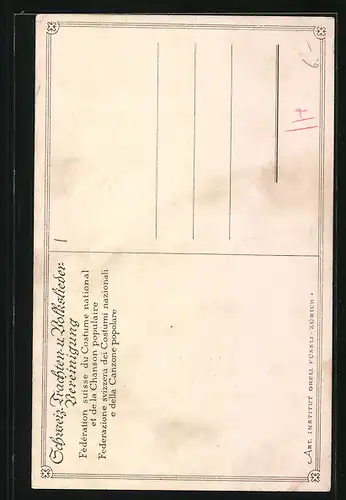 Schweiz. Trachten- u. Volkslieder-
Vereinigung
Fédération suisse du Costume national
et de la Chanson populaire
Federazione svizzera dei Costumi nazionali
e della Canzone popolare
ART. INSTITUT ORELL FÜSSLI - ZÜRICH
6.-